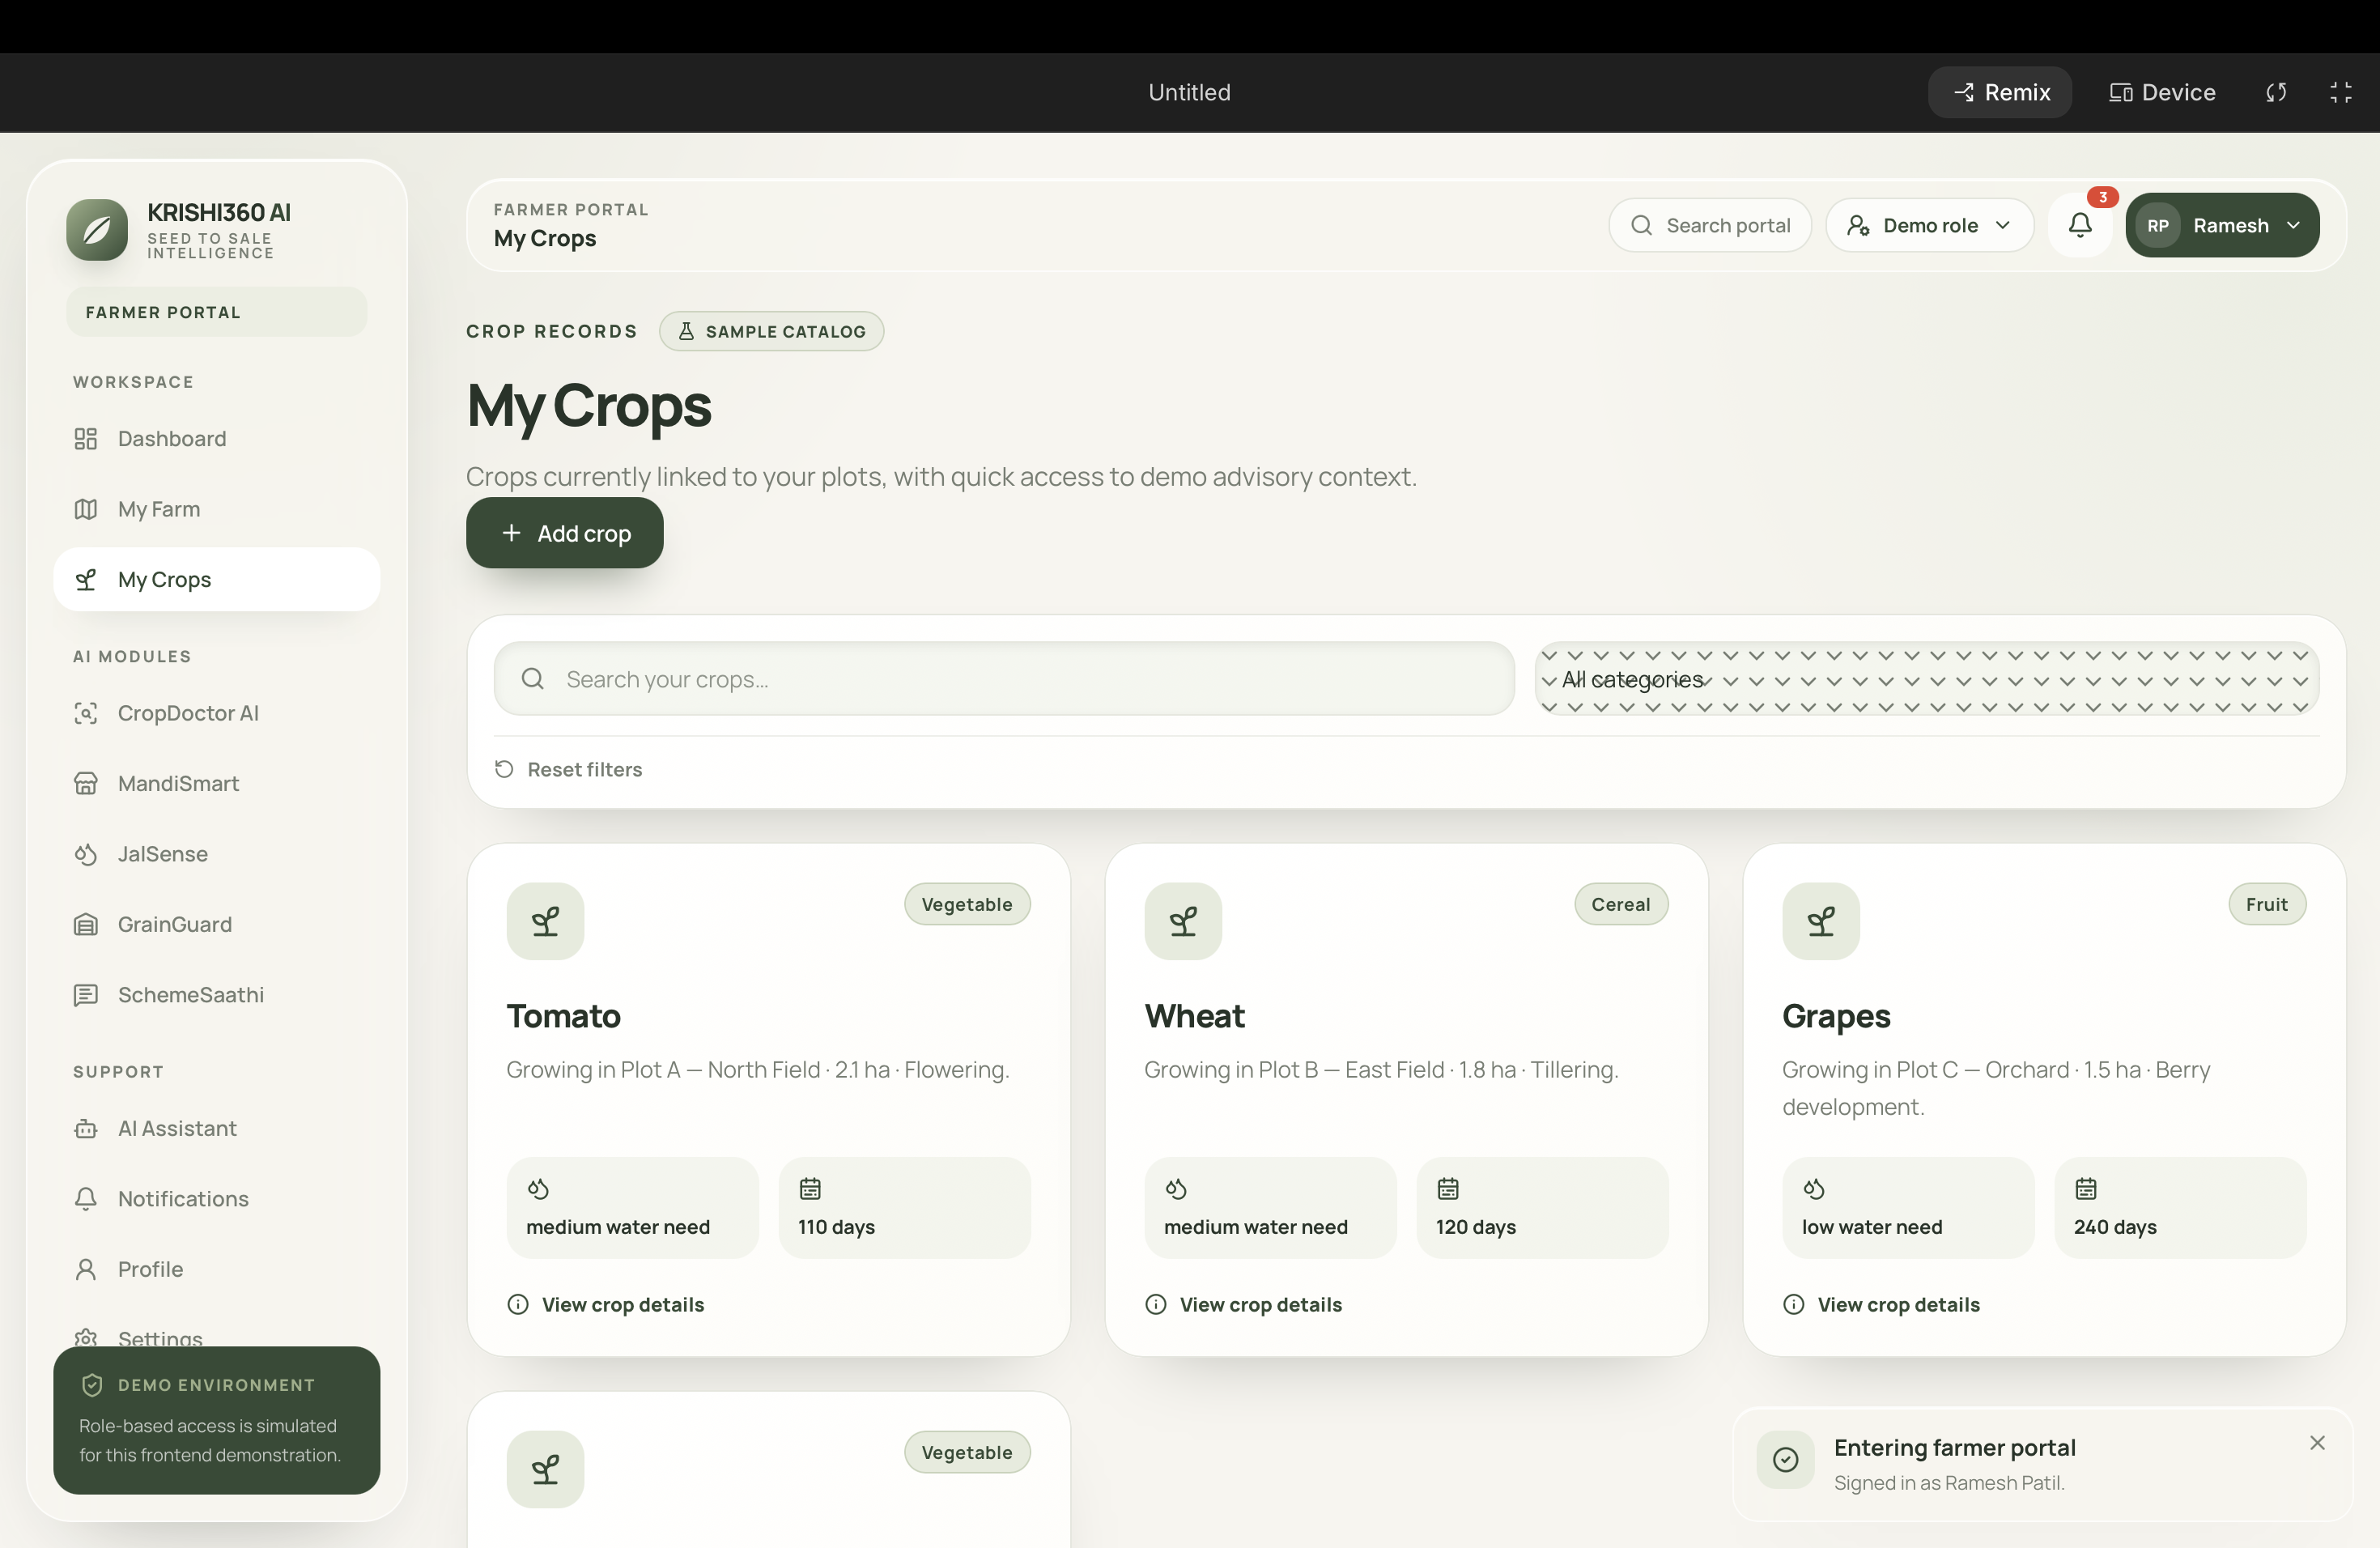 Untitled
Remix
Device
KRISHI360 AI
SEED TO SALE
INTELLIGENCE
FARMER PORTAL
WORKSPACE
Dashboard
My Farm
My Crops
AI MODULES
CropDoctor AI
MandiSmart
JalSense
GrainGuard
SchemeSaathi
SUPPORT
AI Assistant
Notifications
Profile
Settings
DEMO ENVIRONMENT
Role-based access is simulated
for this frontend demonstration.
FARMER PORTAL
My Crops
Search portal
Demo role
3
RP
Ramesh
CROP RECORDS
SAMPLE CATALOG
My Crops
Crops currently linked to your plots, with quick access to demo advisory context.
Add crop
Search your crops...
All categories
Reset filters
Vegetable
Tomato
Growing in Plot A — North Field · 2.1 ha · Flowering.
medium water need
110 days
View crop details
Cereal
Wheat
Growing in Plot B — East Field · 1.8 ha · Tillering.
medium water need
120 days
View crop details
Fruit
Grapes
Growing in Plot C — Orchard · 1.5 ha · Berry
development.
low water need
240 days
View crop details
Vegetable
Entering farmer portal
Signed in as Ramesh Patil.